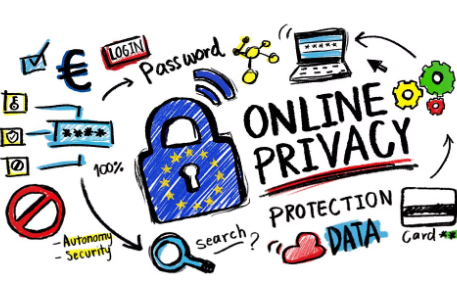 €
LOGIN
Password
*****
ONLINE
PRIVACY
****
100%
PROTECTION
DATA
- Autonomy
- Security
search?
card **